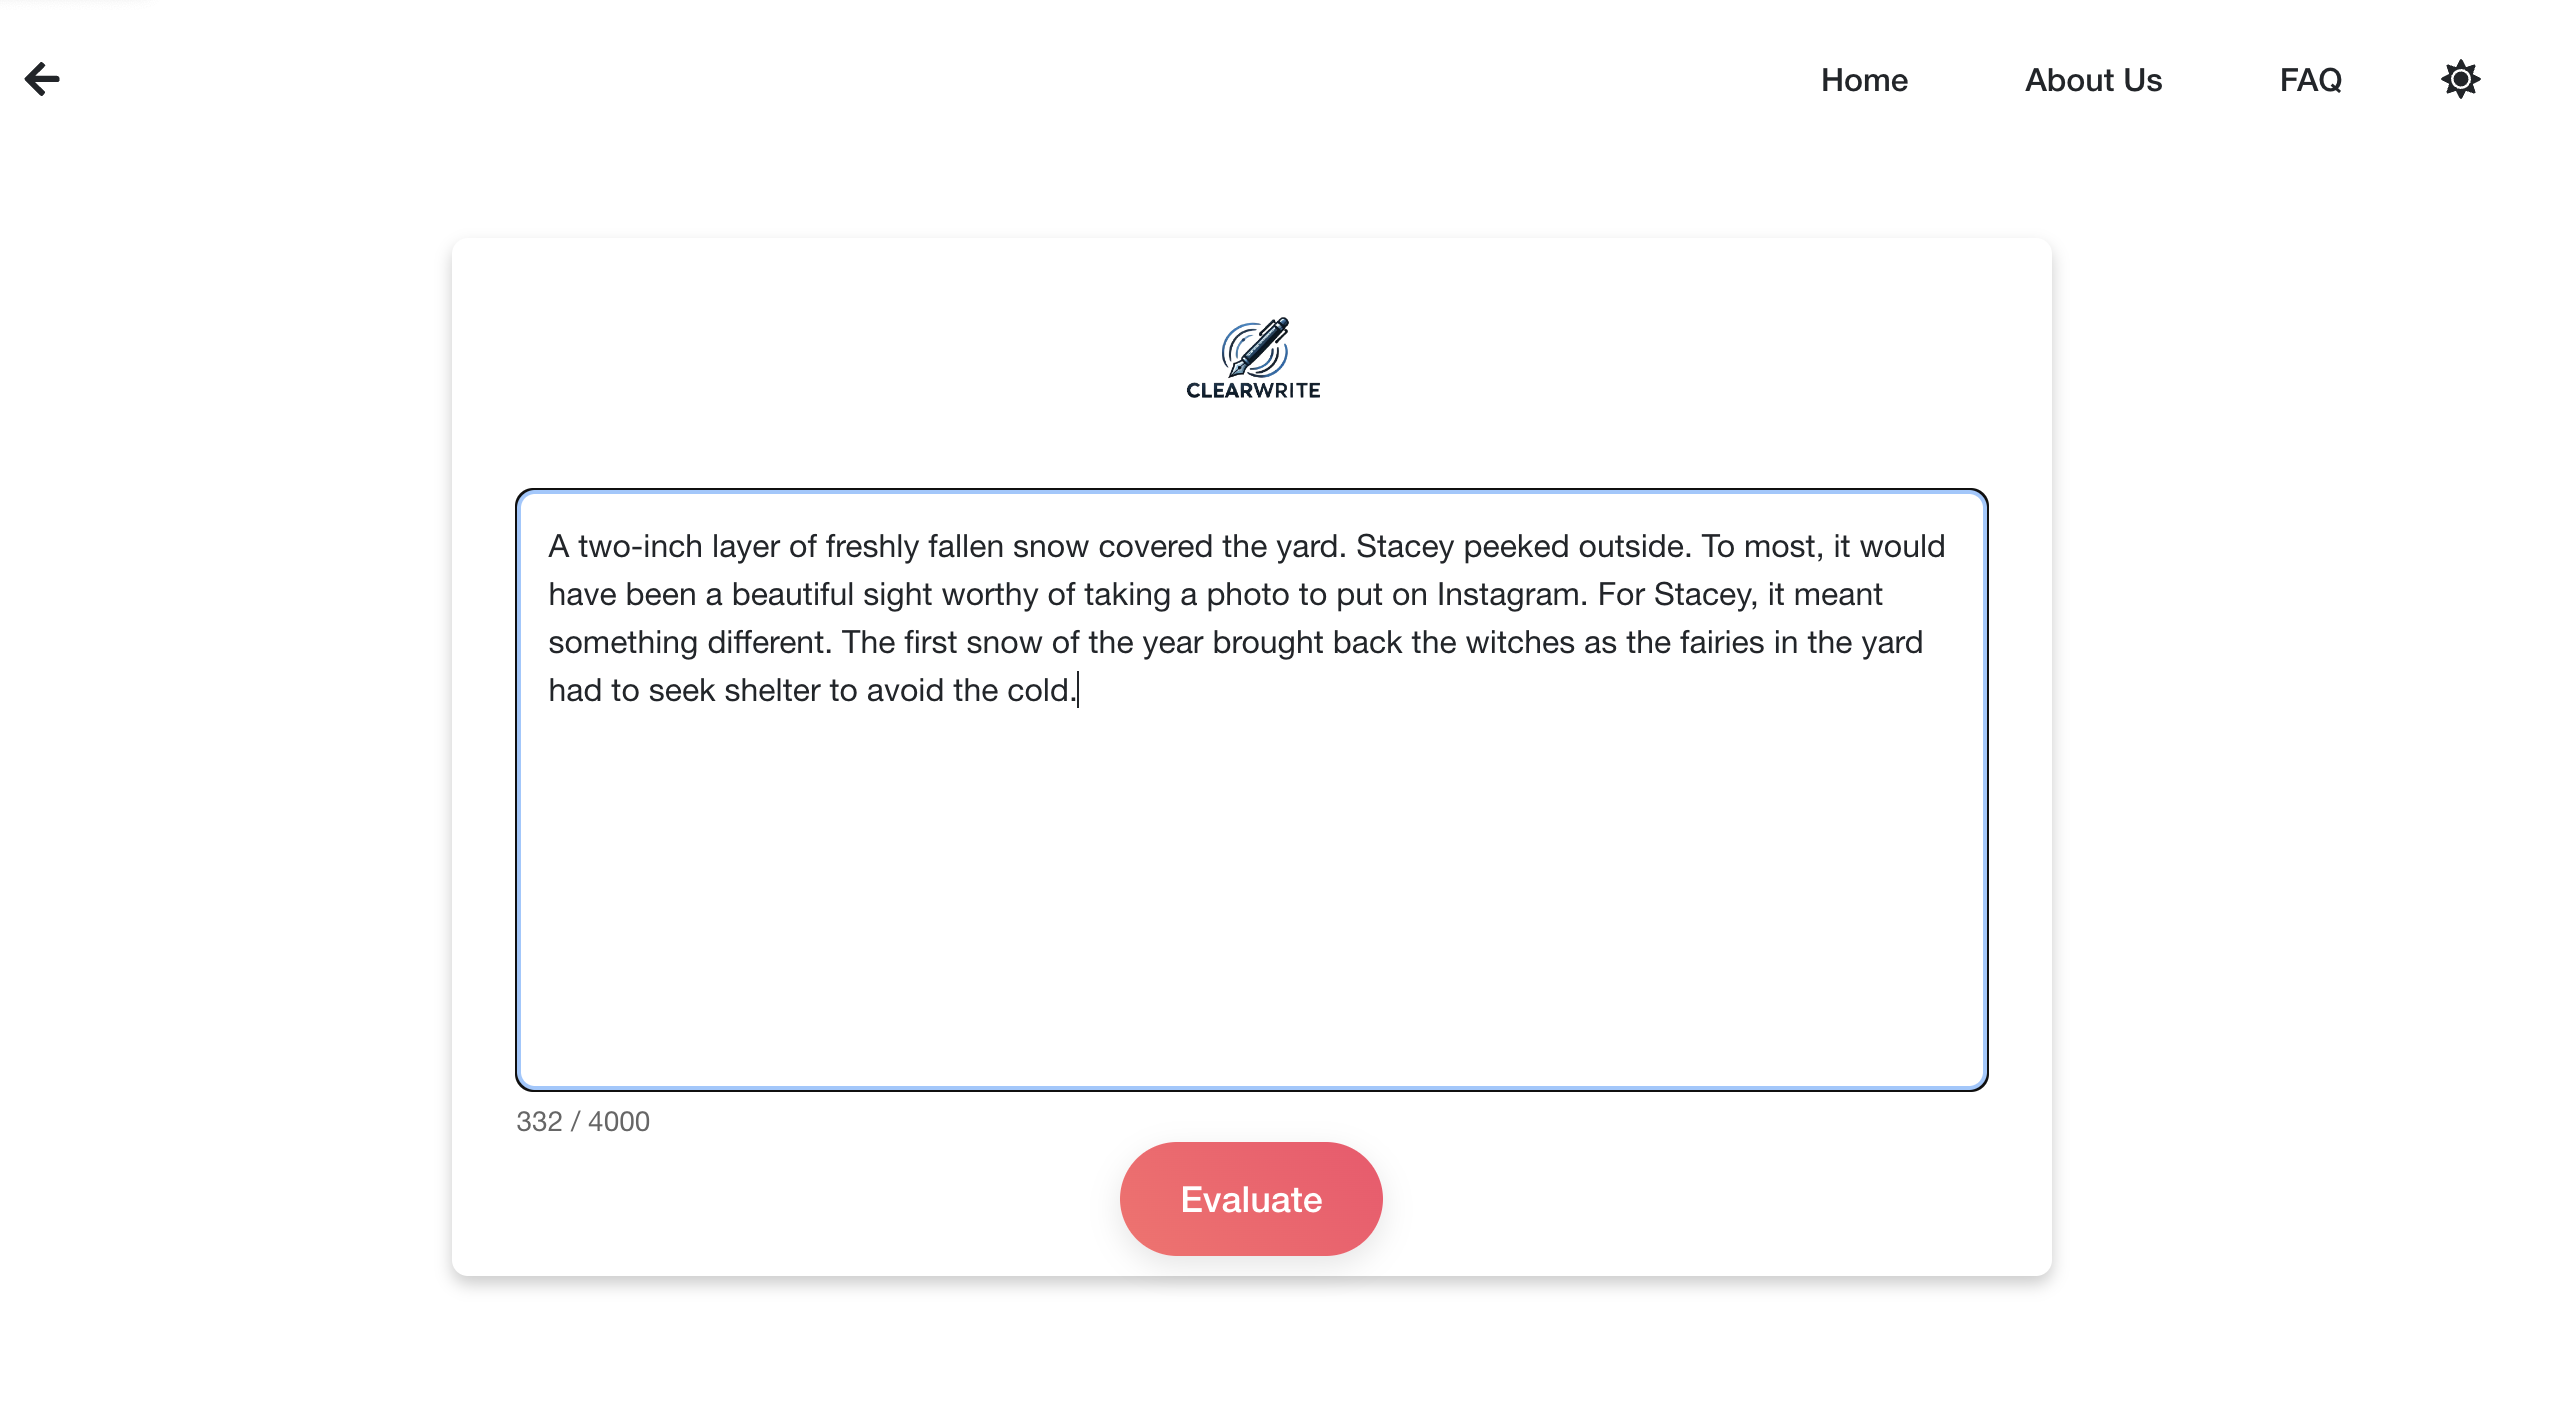 Home About Us FAQ
CLEARWRITE
A two-inch layer of freshly fallen snow covered the yard. Stacey peeked outside. To most, it would
have been a beautiful sight worthy of taking a photo to put on Instagram. For Stacey, it meant
something different. The first snow of the year brought back the witches as the fairies in the yard
had to seek shelter to avoid the cold.
332 / 4000
Evaluate